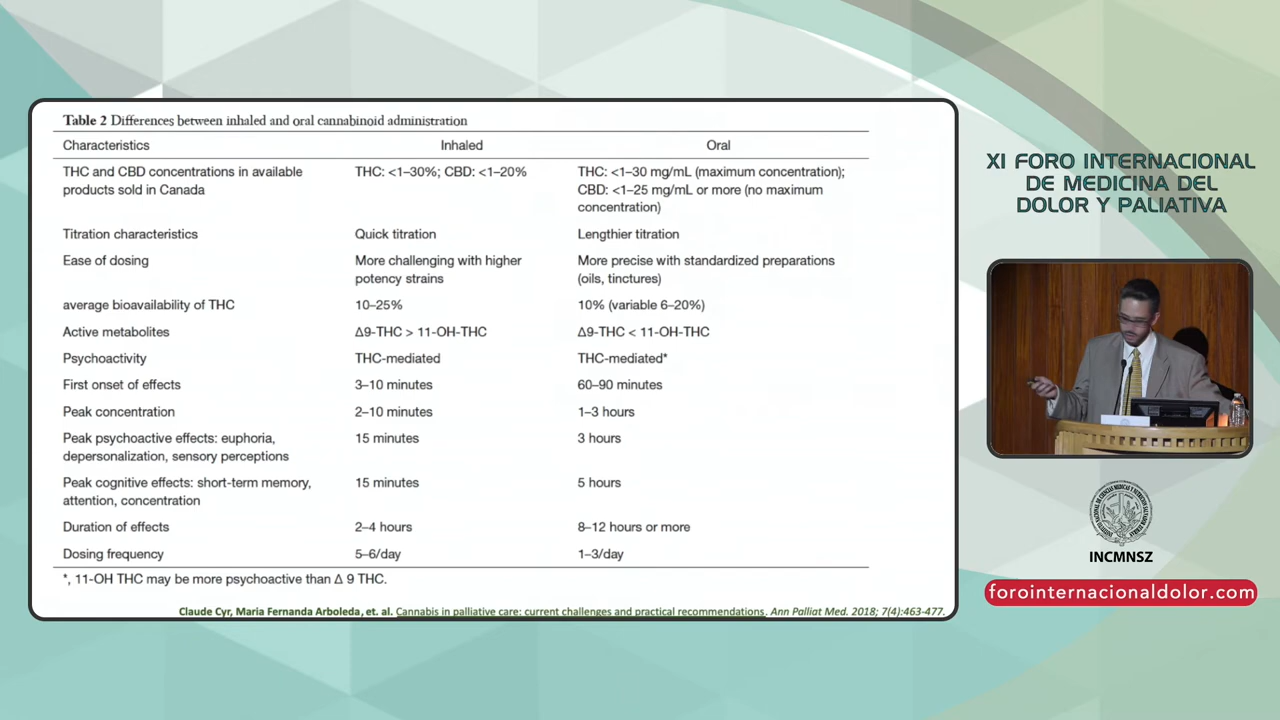 Table 2 Differences between inhaled and oral cannabinoid administration
Characteristics Inhaled Oral
THC and CBD concentrations in available products sold in Canada THC: <1–30%; CBD: <1–20% THC: <1–30 mg/mL (maximum concentration); CBD: <1–25 mg/mL or more (no maximum concentration)
Titration characteristics Quick titration Lengthier titration
Ease of dosing More challenging with higher potency strains More precise with standardized preparations (oils, tinctures)
average bioavailability of THC 10–25% 10% (variable 6–20%)
Active metabolites Δ9-THC > 11-OH-THC Δ9-THC < 11-OH-THC
Psychoactivity THC-mediated THC-mediated*
First onset of effects 3–10 minutes 60–90 minutes
Peak concentration 2–10 minutes 1–3 hours
Peak psychoactive effects: euphoria, depersonalization, sensory perceptions 15 minutes 3 hours
Peak cognitive effects: short-term memory, attention, concentration 15 minutes 5 hours
Duration of effects 2–4 hours 8–12 hours or more
Dosing frequency 5–6/day 1–3/day
*, 11-OH THC may be more psychoactive than Δ 9 THC.
Claude Cyr, Maria Fernanda Arboleda, et. al. Cannabis in palliative care: current challenges and practical recommendations. Ann Palliat Med. 2018; 7(4):463-477.
XI FORO INTERNACIONAL
DE MEDICINA DEL
DOLOR Y PALIATIVA
INCMNSZ
forointernacionaldolor.com